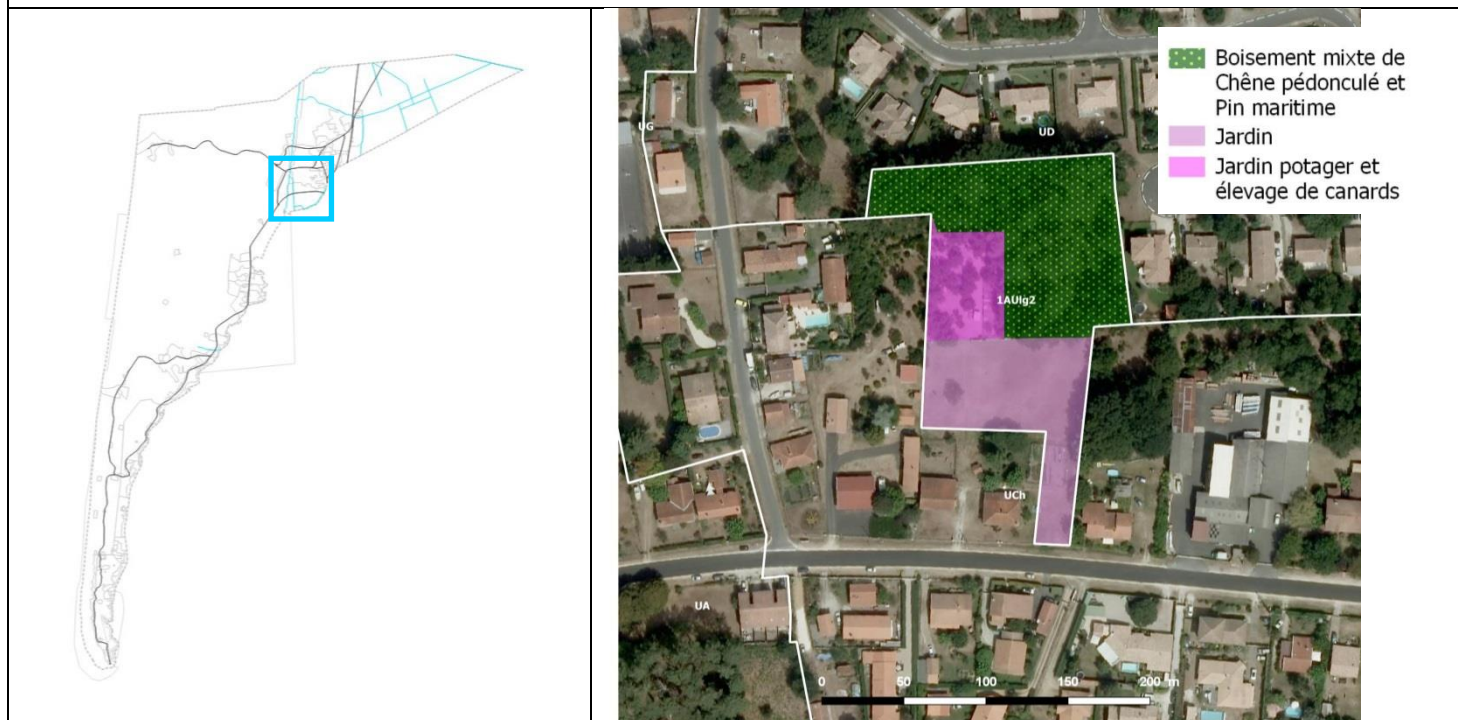 Boisement mixte de
Chêne pédonculé et
Pin maritime
Jardin
Jardin potager et
élevage de canards
UG
UD
1AUlg2
UCh
UA
0 50 100 150 200 m